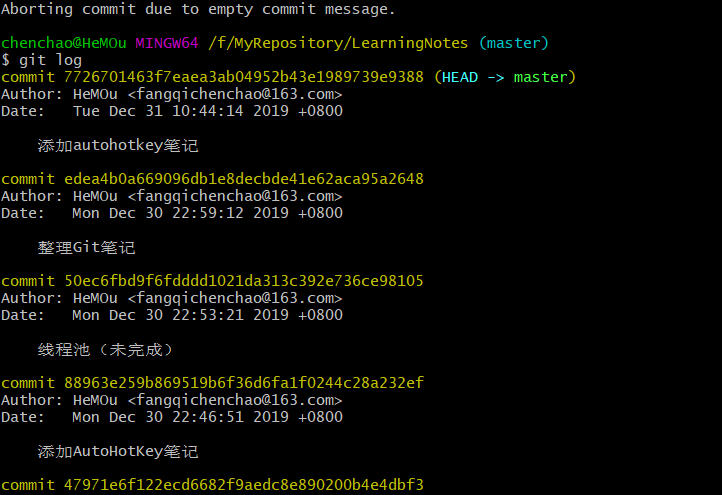 Aborting commit due to empty commit message.
chenchao@HeMOu MINGW64 /f/MyRepository/LearningNotes (master)
$ git log
commit 7726701463f7eaea3ab04952b43e1989739e9388 (HEAD -> master)
Author: HeMOu <fangqichenchao@163.com>
Date:   Tue Dec 31 10:44:14 2019 +0800
添加autohotkey笔记
commit edea4b0a669096db1e8decbde41e62aca95a2648
Author: HeMOu <fangqichenchao@163.com>
Date:   Mon Dec 30 22:59:12 2019 +0800
整理Git笔记
commit 50ec6fbd9f6fdddd1021da313c392e736ce98105
Author: HeMOu <fangqichenchao@163.com>
Date:   Mon Dec 30 22:53:21 2019 +0800
线程池（未完成）
commit 88963e259b869519b6f36d6fa1f0244c28a232ef
Author: HeMOu <fangqichenchao@163.com>
Date:   Mon Dec 30 22:46:51 2019 +0800
添加AutoHotKey笔记
commit 47971e6f122ecd6682f9aedc8e890200b4e4dbf3